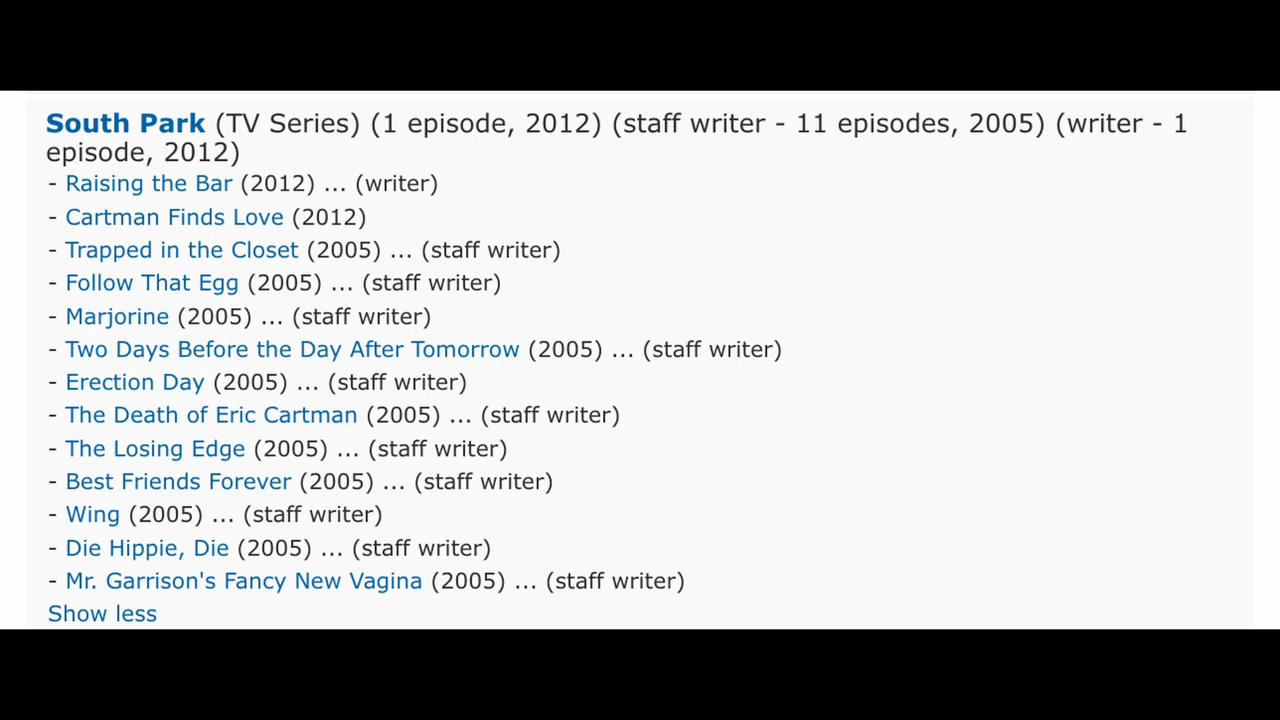 South Park (TV Series) (1 episode, 2012) (staff writer - 11 episodes, 2005) (writer - 1
episode, 2012)
- Raising the Bar (2012) ... (writer)
- Cartman Finds Love (2012)
- Trapped in the Closet (2005) ... (staff writer)
- Follow That Egg (2005) ... (staff writer)
- Marjorine (2005) ... (staff writer)
- Two Days Before the Day After Tomorrow (2005) ... (staff writer)
- Erection Day (2005) ... (staff writer)
- The Death of Eric Cartman (2005) ... (staff writer)
- The Losing Edge (2005) ... (staff writer)
- Best Friends Forever (2005) ... (staff writer)
- Wing (2005) ... (staff writer)
- Die Hippie, Die (2005) ... (staff writer)
- Mr. Garrison's Fancy New Vagina (2005) ... (staff writer)
Show less